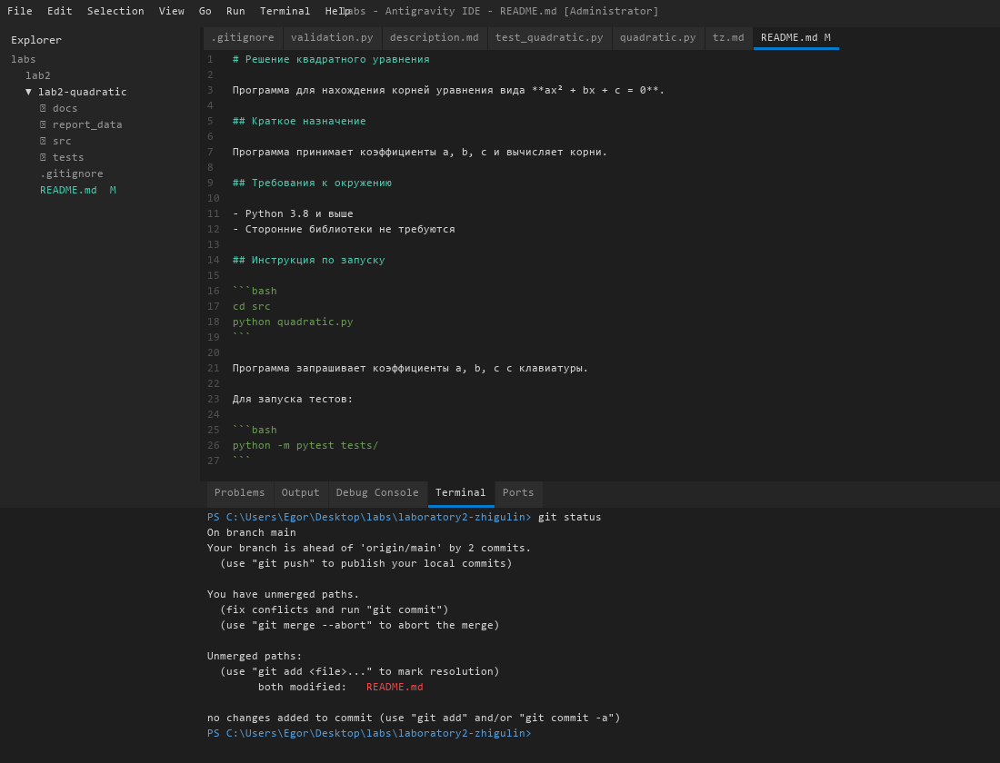 File Edit Selection View Go Run Terminal Help
labs - Antigravity IDE - README.md [Administrator]
Explorer
labs
lab2
▼ lab2-quadratic
docs
report_data
src
tests
.gitignore
README.md M
.gitignore validation.py description.md test_quadratic.py quadratic.py tz.md README.md M
1 # Решение квадратного уравнения
2
3 Программа для нахождения корней уравнения вида **ax² + bx + c = 0**.
4
5 ## Краткое назначение
6
7 Программа принимает коэффициенты a, b, c и вычисляет корни.
8
9 ## Требования к окружению
10
11 - Python 3.8 и выше
12 - Сторонние библиотеки не требуются
13
14 ## Инструкция по запуску
15
16 ```bash
17 cd src
18 python quadratic.py
19 ```
20
21 Программа запрашивает коэффициенты a, b, c с клавиатуры.
22
23 Для запуска тестов:
24
25 ```bash
26 python -m pytest tests/
27 ```
Problems Output Debug Console Terminal Ports
PS C:\Users\Egor\Desktop\labs\laboratory2-zhigulin> git status
On branch main
Your branch is ahead of 'origin/main' by 2 commits.
(use "git push" to publish your local commits)
You have unmerged paths.
(fix conflicts and run "git commit")
(use "git merge --abort" to abort the merge)
Unmerged paths:
(use "git add <file>..." to mark resolution)
both modified: README.md
no changes added to commit (use "git add" and/or "git commit -a")
PS C:\Users\Egor\Desktop\labs\laboratory2-zhigulin>